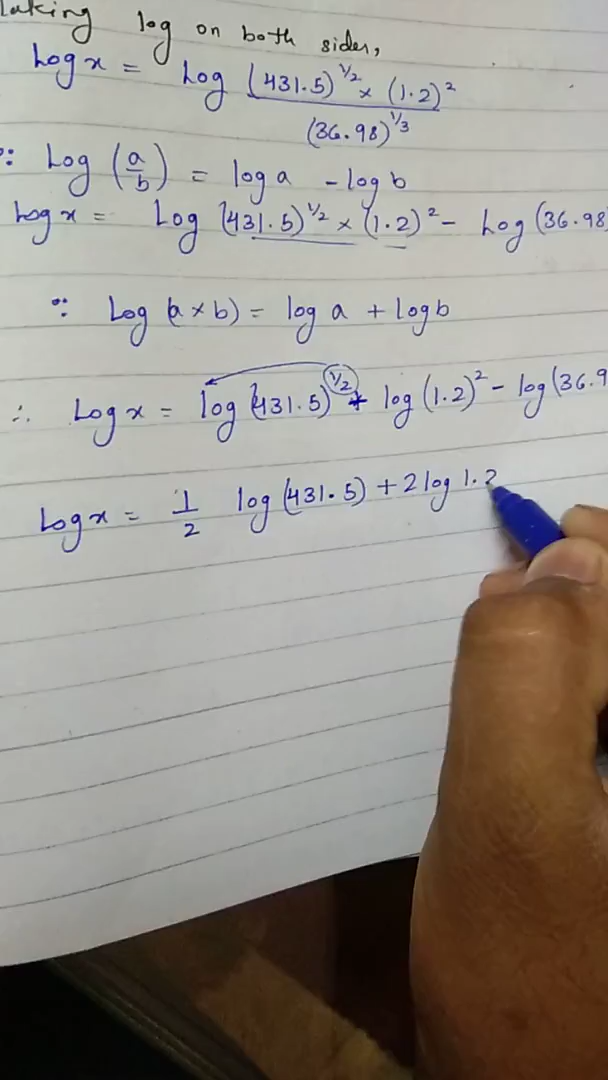 Taking log on both sides,
Log x = Log (431.5)^1/2 × (1.2)^2 / (36.98)^1/3
∵ Log (a/b) = log a - log b
Log x = Log (431.5)^1/2 × (1.2)^2 - Log (36.98)
∵ Log (a × b) = log a + log b
∴ Log x = log (431.5)^1/2 + log (1.2)^2 - log (36.9
Log x = 1/2 log (431.5) + 2 log 1.2